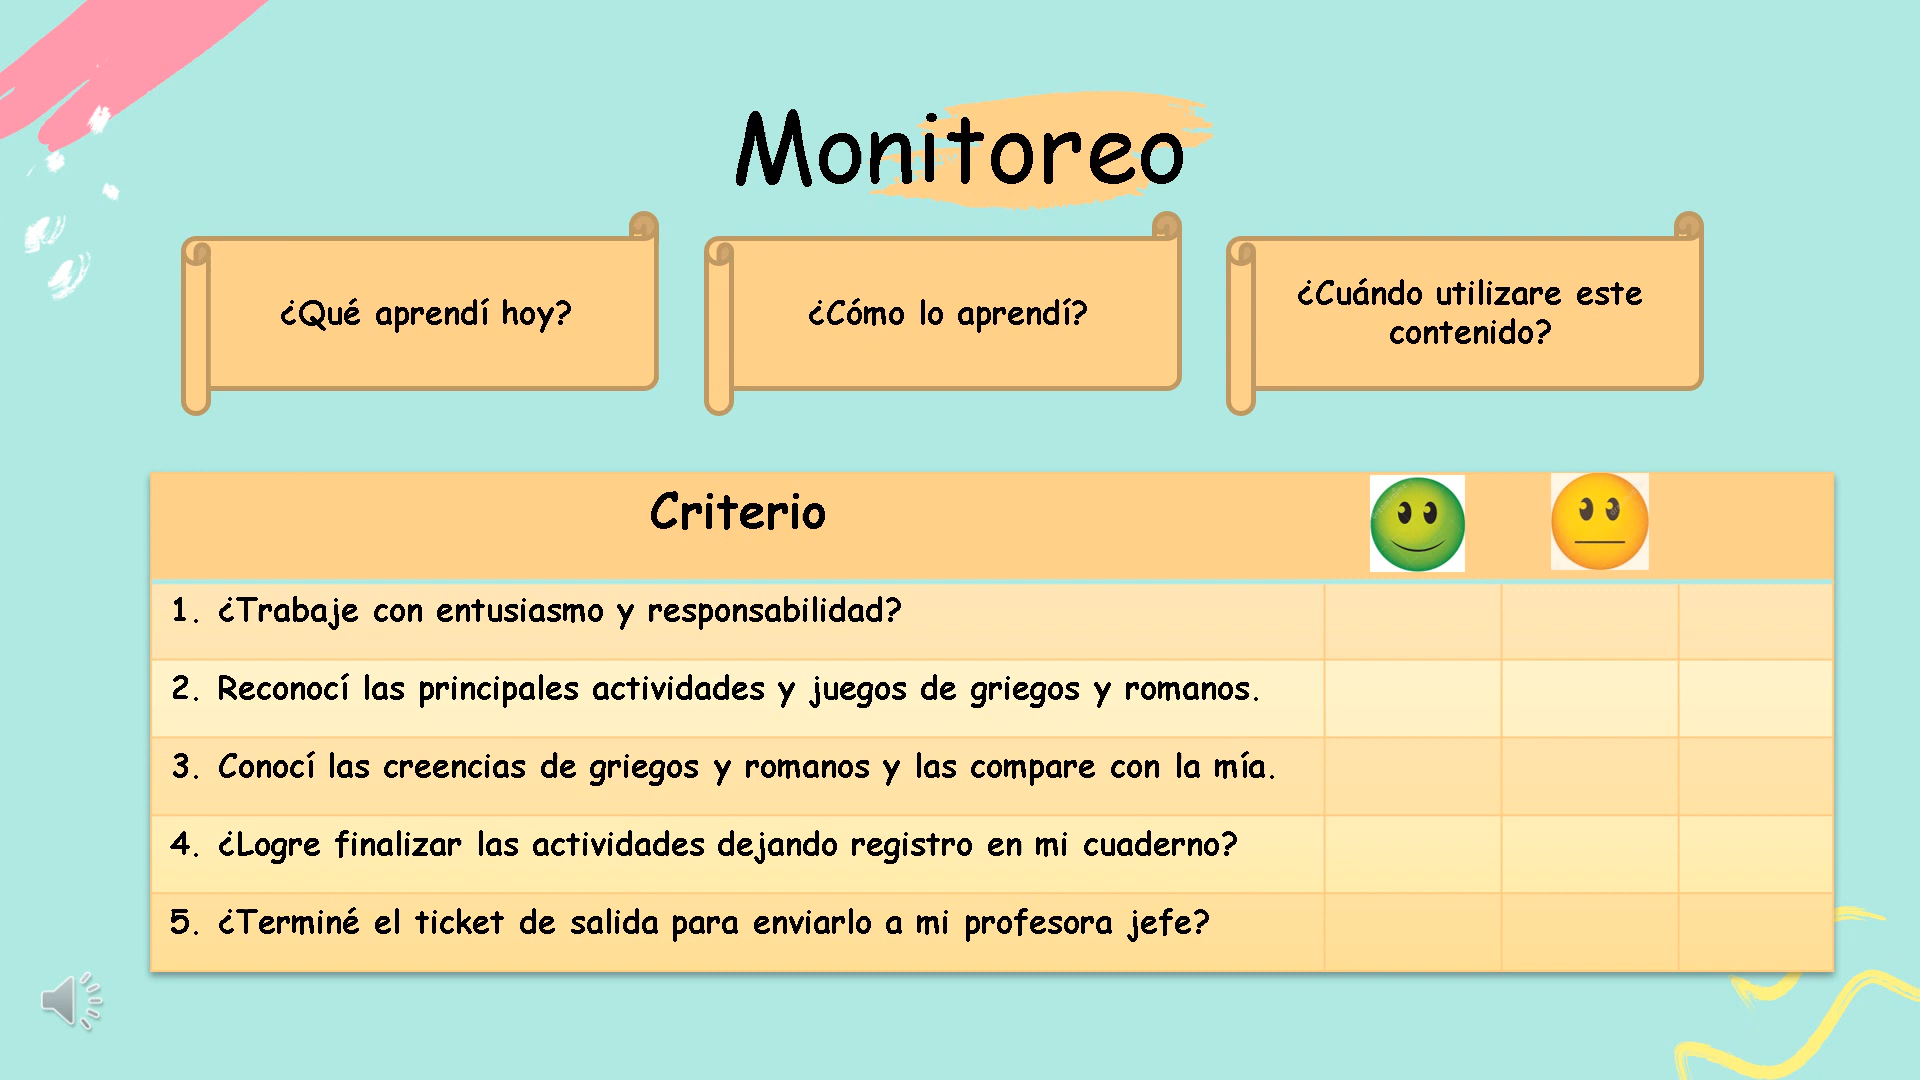 Monitoreo
¿Qué aprendí hoy?
¿Cómo lo aprendí?
¿Cuándo utilizare este
contenido?
Criterio
1. ¿Trabaje con entusiasmo y responsabilidad?
2. Reconocí las principales actividades y juegos de griegos y romanos.
3. Conocí las creencias de griegos y romanos y las compare con la mía.
4. ¿Logre finalizar las actividades dejando registro en mi cuaderno?
5. ¿Terminé el ticket de salida para enviarlo a mi profesora jefe?